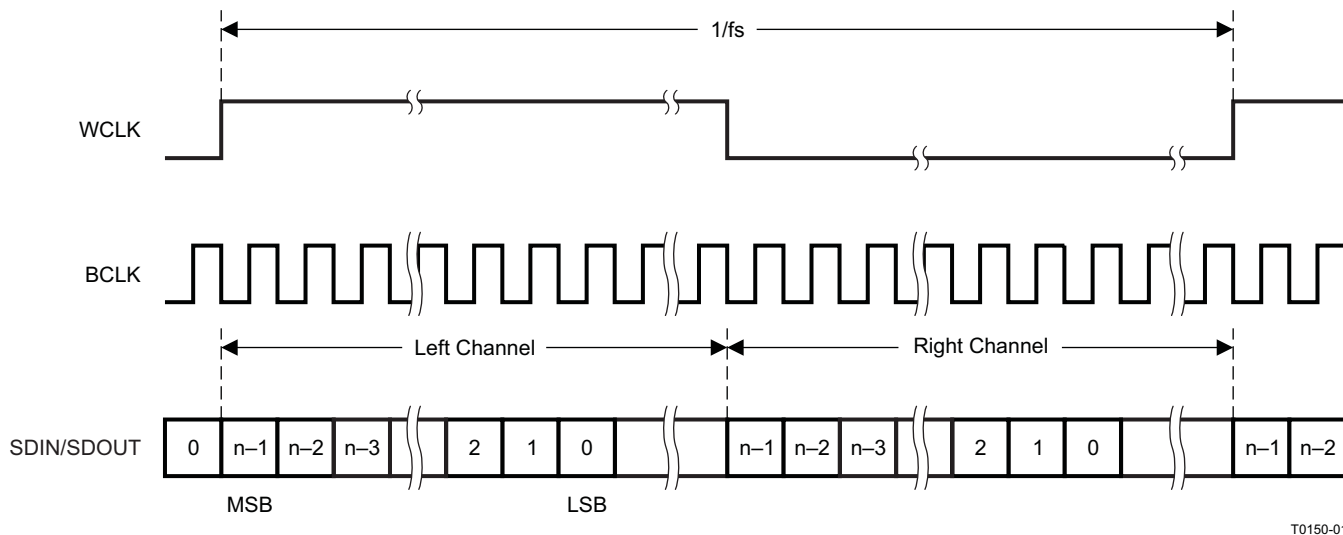 1/fs
WCLK
BCLK
Left Channel
Right Channel
SDIN/SDOUT
0 n–1 n–2 n–3 2 1 0 n–1 n–2 n–3 2 1 0 n–1 n–2
MSB LSB
T0150-01